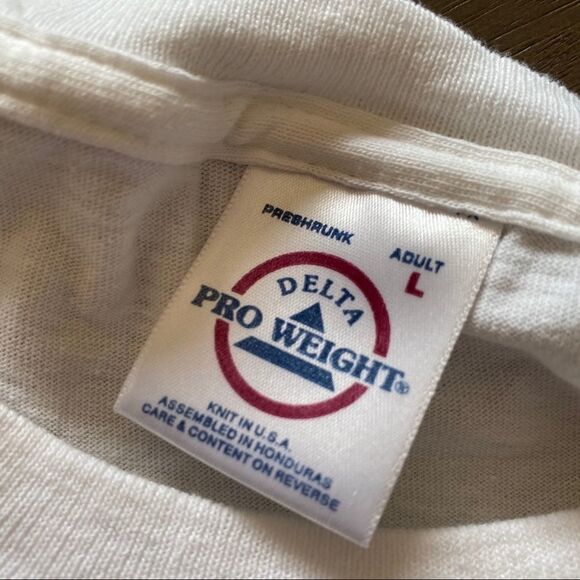 PRESHRUNK ADULT
L
DELTA
PRO WEIGHT®
KNIT IN U.S.A.
ASSEMBLED IN HONDURAS
CARE & CONTENT ON REVERSE